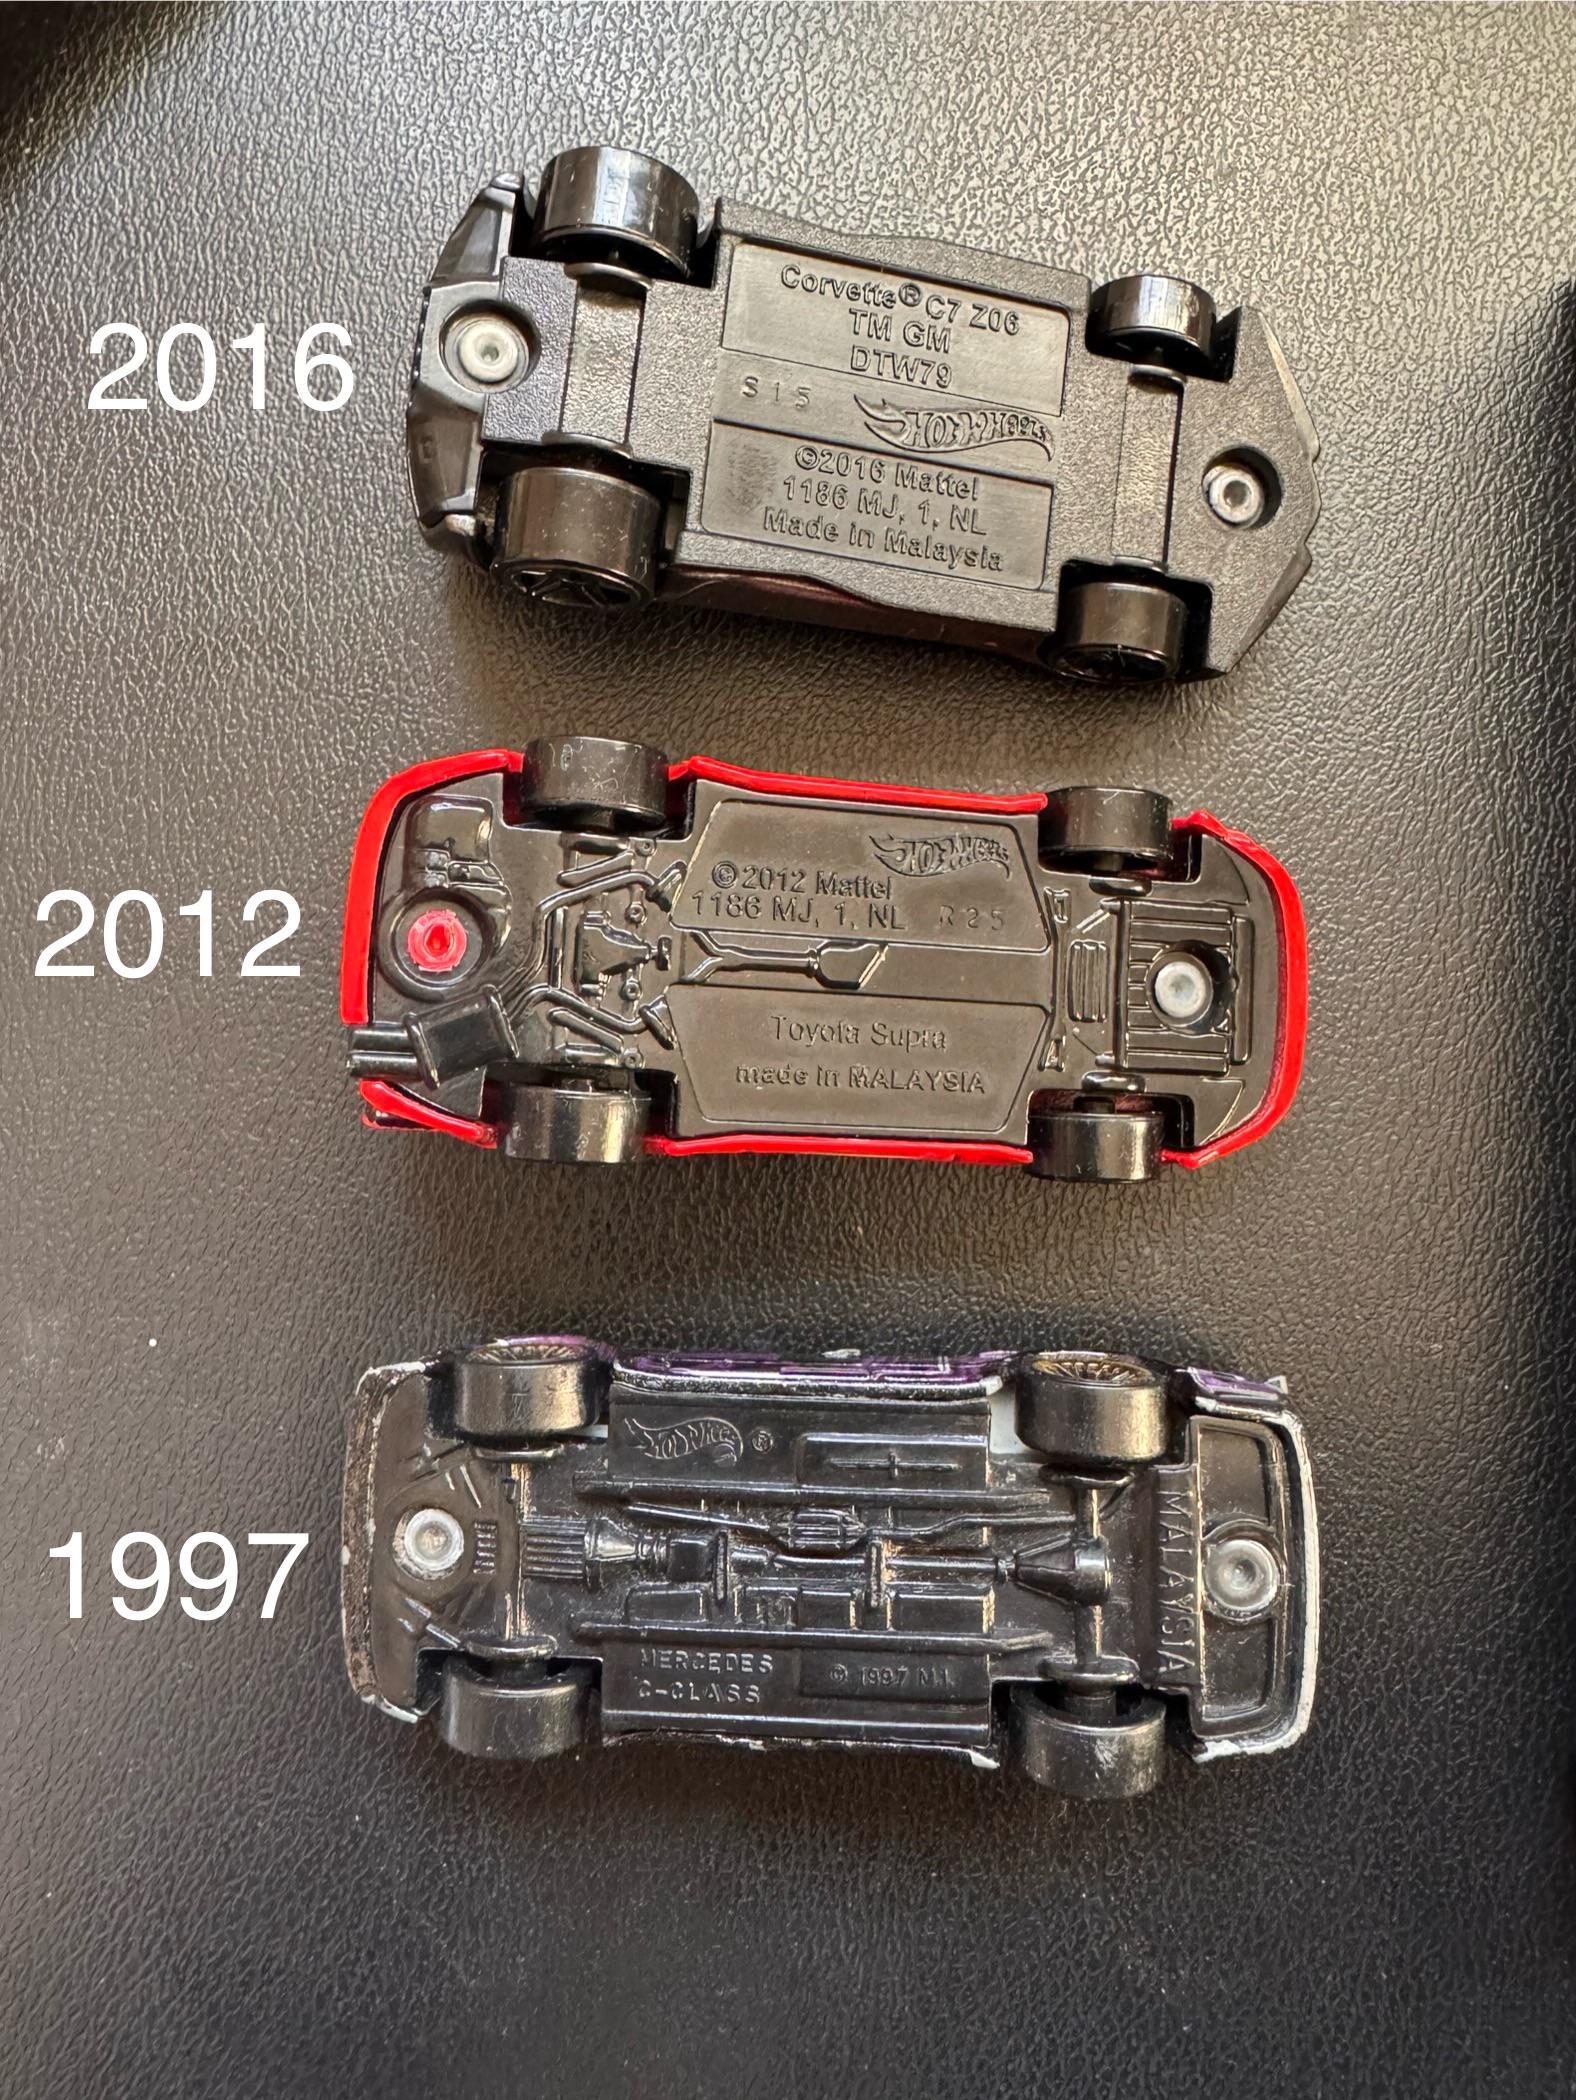 2016
Corvette® C7 Z06
TM GM
DTW79
S15
HOT WHEELS
©2016 Mattel
1186 MJ, 1, NL
Made in Malaysia
2012
HOT WHEELS
©2012 Mattel
1186 MJ, 1, NL R25
Toyota Supra
made in MALAYSIA
1997
HOT WHEELS ®
MERCEDES
C-CLASS
© 1997 M.I.
MALAYSIA